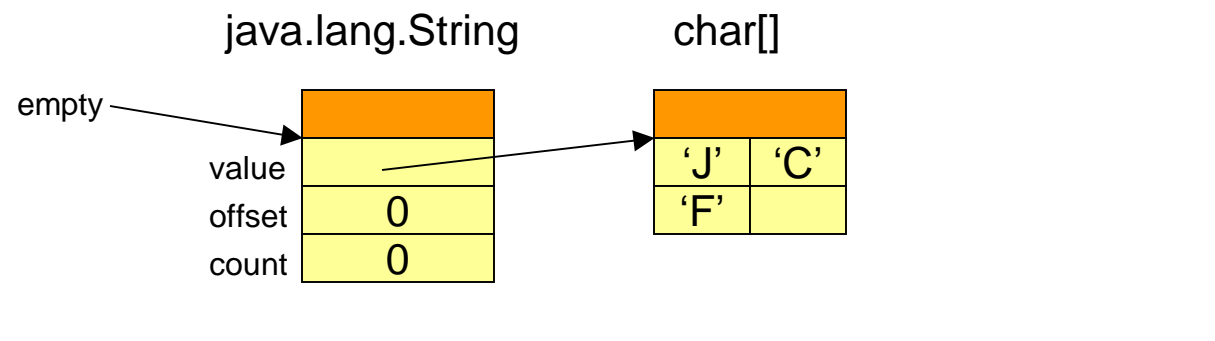 java.lang.String char[]
empty
value ‘J’ ‘C’
offset 0 ‘F’
count 0